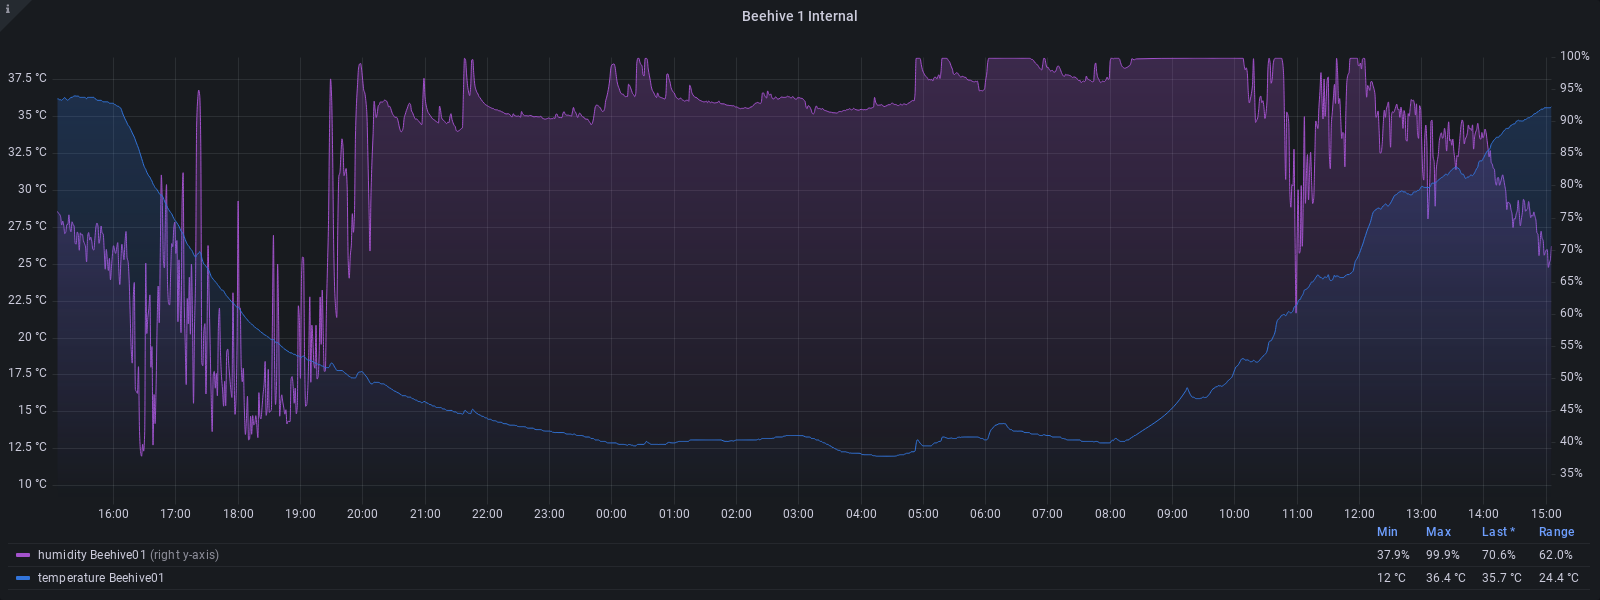 i
Beehive 1 Internal
37.5 °C
35 °C
32.5 °C
30 °C
27.5 °C
25 °C
22.5 °C
20 °C
17.5 °C
15 °C
12.5 °C
10 °C
100%
95%
90%
85%
80%
75%
70%
65%
60%
55%
50%
45%
40%
35%
16:00 17:00 18:00 19:00 20:00 21:00 22:00 23:00 00:00 01:00 02:00 03:00 04:00 05:00 06:00 07:00 08:00 09:00 10:00 11:00 12:00 13:00 14:00 15:00
Min Max Last * Range
humidity Beehive01 (right y-axis) 37.9% 99.9% 70.6% 62.0%
temperature Beehive01 12 °C 36.4 °C 35.7 °C 24.4 °C